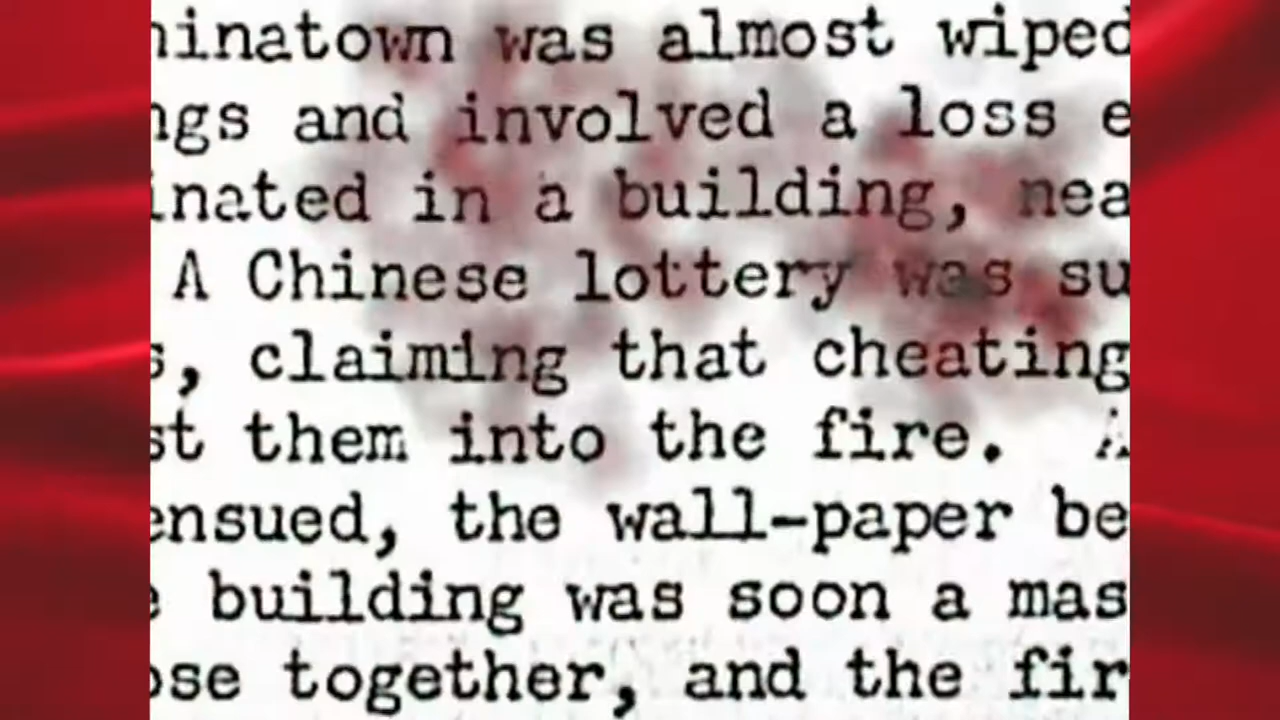 hinatown was almost wiped
ngs and involved a loss e
inated in a building, nea
A Chinese lottery was su
s, claiming that cheating
st them into the fire. A
ensued, the wall-paper be
e building was soon a mas
ose together, and the fir